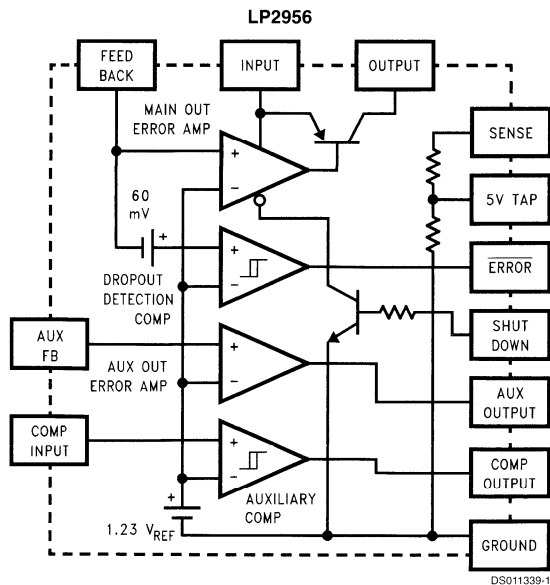 LP2956
FEED
BACK
INPUT
OUTPUT
MAIN OUT
ERROR AMP
SENSE
+
−
60
mV
5V TAP
+
+
−
DROPOUT
DETECTION
COMP
ERROR
AUX
FB
SHUT
DOWN
AUX OUT
ERROR AMP
+
−
AUX
OUTPUT
COMP
INPUT
+
−
COMP
OUTPUT
+
AUXILIARY
COMP
1.23 VREF
GROUND
DS011339-1